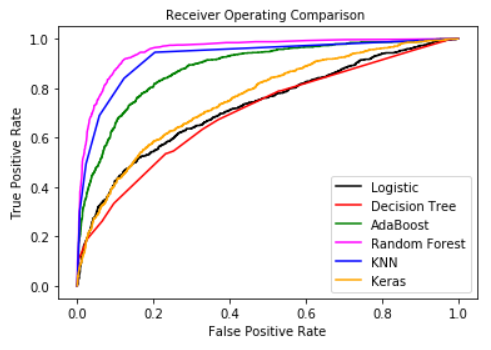 Receiver Operating Comparison
1.0
0.8
0.6
0.4
0.2
0.0
True Positive Rate
Logistic
Decision Tree
AdaBoost
Random Forest
KNN
Keras
0.0 0.2 0.4 0.6 0.8 1.0
False Positive Rate